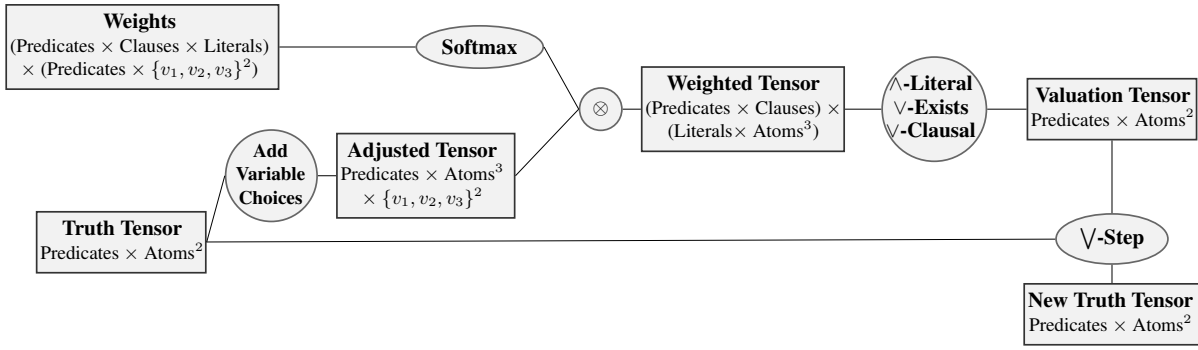 Weights
(Predicates × Clauses × Literals)
× (Predicates × {v₁, v₂, v₃}²)
Softmax
⊗
Weighted Tensor
(Predicates × Clauses) ×
(Literals× Atoms³)
∧-Literal
∨-Exists
∨-Clausal
Valuation Tensor
Predicates × Atoms²
Add
Variable
Choices
Adjusted Tensor
Predicates × Atoms³
× {v₁, v₂, v₃}²
Truth Tensor
Predicates × Atoms²
⋁-Step
New Truth Tensor
Predicates × Atoms²